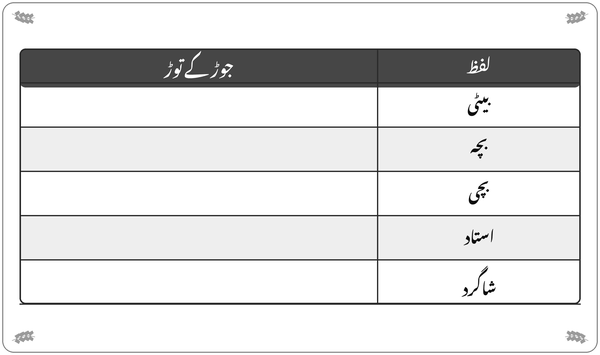 لفظ جوڑ کے توڑ
بیٹی
بچہ
بچی
استاد
شاگرد